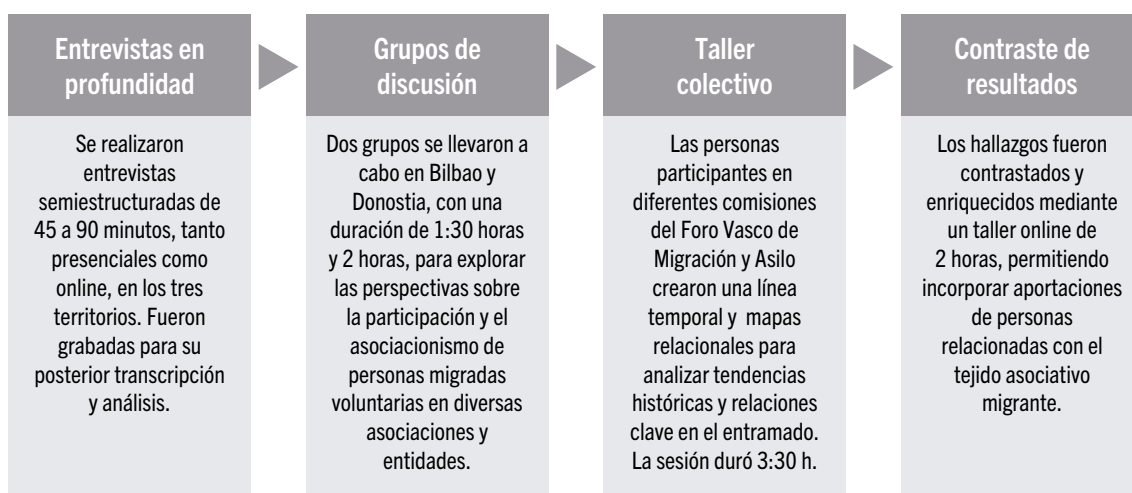 Entrevistas en
profundidad
Se realizaron
entrevistas
semiestructuradas de
45 a 90 minutos, tanto
presenciales como
online, en los tres
territorios. Fueron
grabadas para su
posterior transcripción
y análisis.
Grupos de
discusión
Dos grupos se llevaron a
cabo en Bilbao y
Donostia, con una
duración de 1:30 horas
y 2 horas, para explorar
las perspectivas sobre
la participación y el
asociacionismo de
personas migradas
voluntarias en diversas
asociaciones y
entidades.
Taller
colectivo
Las personas
participantes en
diferentes comisiones
del Foro Vasco de
Migración y Asilo
crearon una línea
temporal y mapas
relacionales para
analizar tendencias
históricas y relaciones
clave en el entramado.
La sesión duró 3:30 h.
Contraste de
resultados
Los hallazgos fueron
contrastados y
enriquecidos mediante
un taller online de
2 horas, permitiendo
incorporar aportaciones
de personas
relacionadas con el
tejido asociativo
migrante.